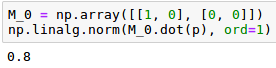 M_0 = np.array([[1, 0], [0, 0]])
np.linalg.norm(M_0.dot(p), ord=1)
0.8